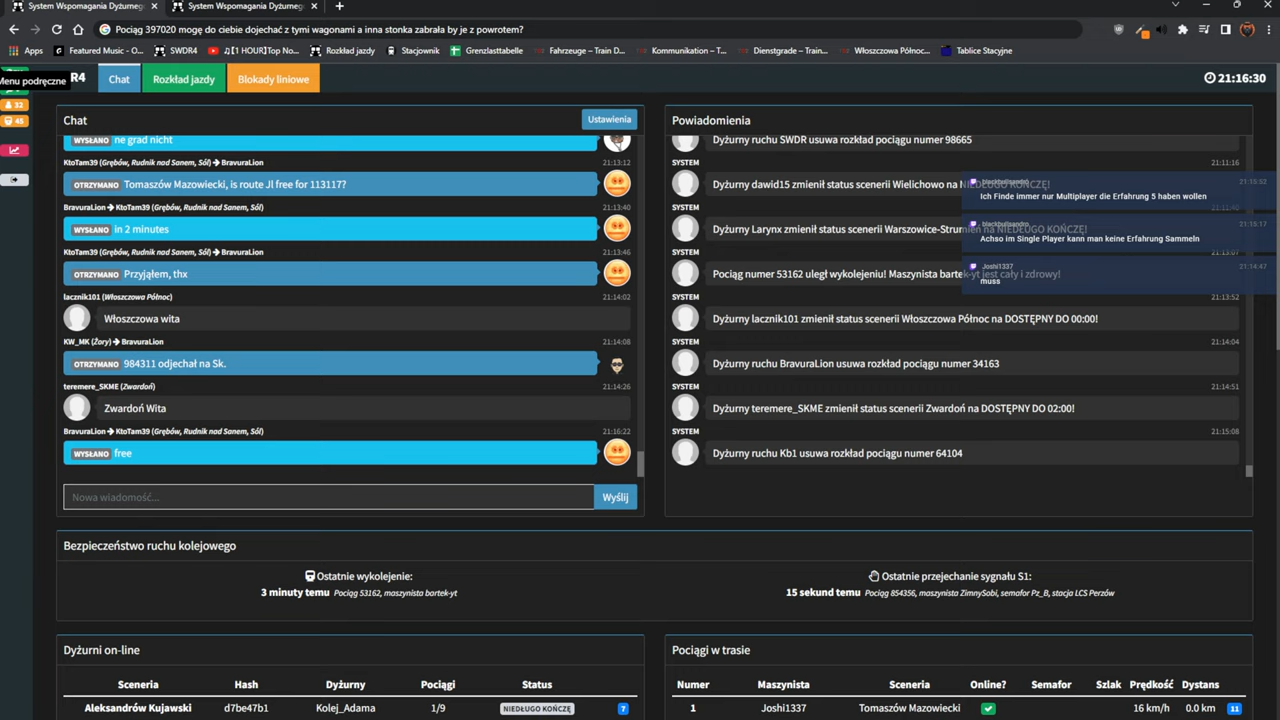 System Wspomagania Dyżurnego
System Wspomagania Dyżurnego
Pociąg 397020 mogę do ciebie dojechać z tymi wagonami a inna stonka zabrała by je z powrotem?
Apps
Featured Music - O...
SWDR4
♫[1 HOUR]Top No...
Rozkład jazdy
Stacjownik
Grenzlasttabelle
Fahrzeuge – Train D...
Kommunikation – T...
Dienstgrade – Train...
Włoszczowa Północ...
Tablice Stacyjne
Menu podręczne
R4
Chat
Rozkład jazdy
Blokady liniowe
21:16:30
32
45
Chat
Ustawienia
WYSŁANO ne grad nicht
KtoTam39 (Grębów, Rudnik nad Sanem, Sól) → BravuraLion 21:13:12
OTRZYMANO Tomaszów Mazowiecki, is route Jl free for 113117?
BravuraLion → KtoTam39 (Grębów, Rudnik nad Sanem, Sól) 21:13:40
WYSŁANO in 2 minutes
KtoTam39 (Grębów, Rudnik nad Sanem, Sól) → BravuraLion 21:13:46
OTRZYMANO Przyjąłem, thx
lacznik101 (Włoszczowa Północ) 21:14:02
Włoszczowa wita
KW_MK (Żory) → BravuraLion 21:14:08
OTRZYMANO 984311 odjechał na Sk.
teremere_SKME (Zwardoń) 21:14:26
Zwardoń Wita
BravuraLion → KtoTam39 (Grębów, Rudnik nad Sanem, Sól) 21:16:22
WYSŁANO free
Nowa wiadomość...
Wyślij
Powiadomienia
Dyżurny ruchu SWDR usuwa rozkład pociągu numer 98665
SYSTEM 21:11:16
Dyżurny dawid15 zmienił status scenerii Wielichowo na NIEDŁUGO KOŃCZĘ!
SYSTEM 21:11:40
Dyżurny Larynx zmienił status scenerii Warszowice-Strumień na NIEDŁUGO KOŃCZĘ!
SYSTEM 21:13:07
Pociąg numer 53162 uległ wykolejeniu! Maszynista bartek-yt jest cały i zdrowy!
SYSTEM 21:13:52
Dyżurny lacznik101 zmienił status scenerii Włoszczowa Północ na DOSTĘPNY DO 00:00!
SYSTEM 21:14:04
Dyżurny ruchu BravuraLion usuwa rozkład pociągu numer 34163
SYSTEM 21:14:51
Dyżurny teremere_SKME zmienił status scenerii Zwardoń na DOSTĘPNY DO 02:00!
SYSTEM 21:15:08
Dyżurny ruchu Kb1 usuwa rozkład pociągu numer 64104
Ich Finde immer nur Multiplayer die Erfahrung 5 haben wollen
21:15:17
Achso im Single Player kann man keine Erfahrung Sammeln
Joshi1337 21:14:47
muss
Bezpieczeństwo ruchu kolejowego
Ostatnie wykolejenie:
3 minuty temu Pociąg 53162, maszynista bartek-yt
Ostatnie przejechanie sygnału S1:
15 sekund temu Pociąg 854356, maszynista ZimnySobi, semafor Pz_B, stacja LCS Perzów
Dyżurni on-line
Sceneria Hash Dyżurny Pociągi Status
Aleksandrów Kujawski d7be47b1 Kolej_Adama 1/9 NIEDŁUGO KOŃCZĘ 7
Pociągi w trasie
Numer Maszynista Sceneria Online? Semafor Szlak Prędkość Dystans
1 Joshi1337 Tomaszów Mazowiecki 16 km/h 0.0 km 11